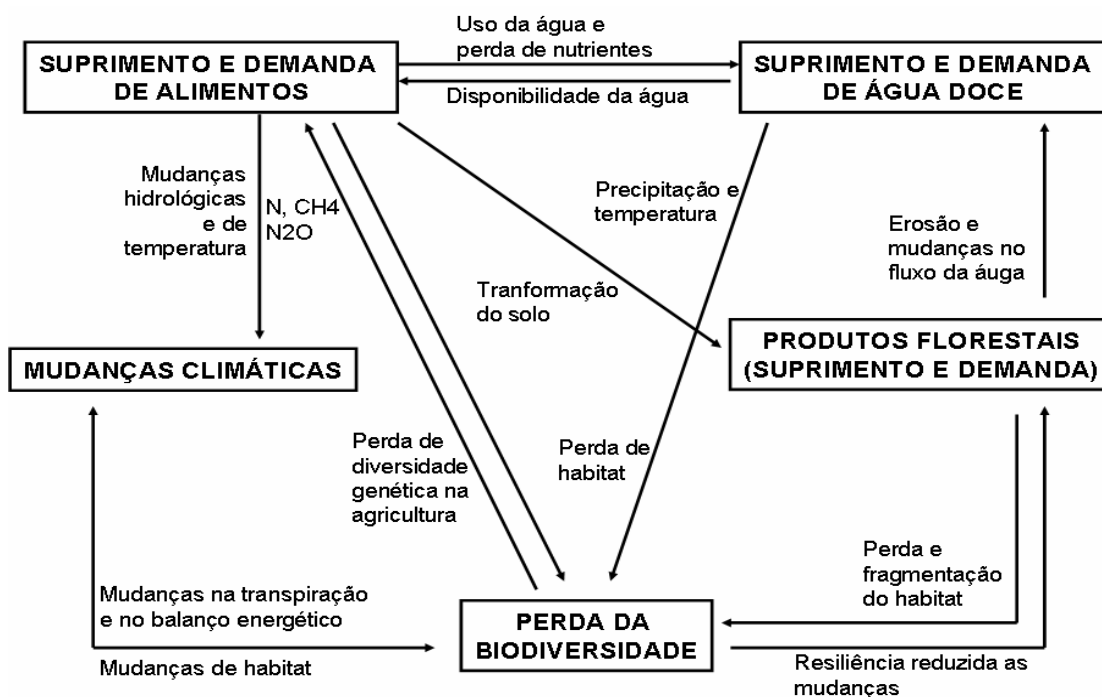 Uso da água e
perda de nutrientes
SUPRIMENTO E DEMANDA
DE ALIMENTOS
SUPRIMENTO E DEMANDA
DE ÁGUA DOCE
Disponibilidade da água
Mudanças
hidrológicas
e de
temperatura
N, CH4
N2O
Precipitação e
temperatura
Erosão e
mudanças no
fluxo da áuga
Tranformação
do solo
MUDANÇAS CLIMÁTICAS
PRODUTOS FLORESTAIS
(SUPRIMENTO E DEMANDA)
Perda de
diversidade
genética na
agricultura
Perda de
habitat
Perda e
fragmentação
do habitat
Mudanças na transpiração
e no balanço energético
Mudanças de habitat
PERDA DA
BIODIVERSIDADE
Resiliência reduzida as
mudanças